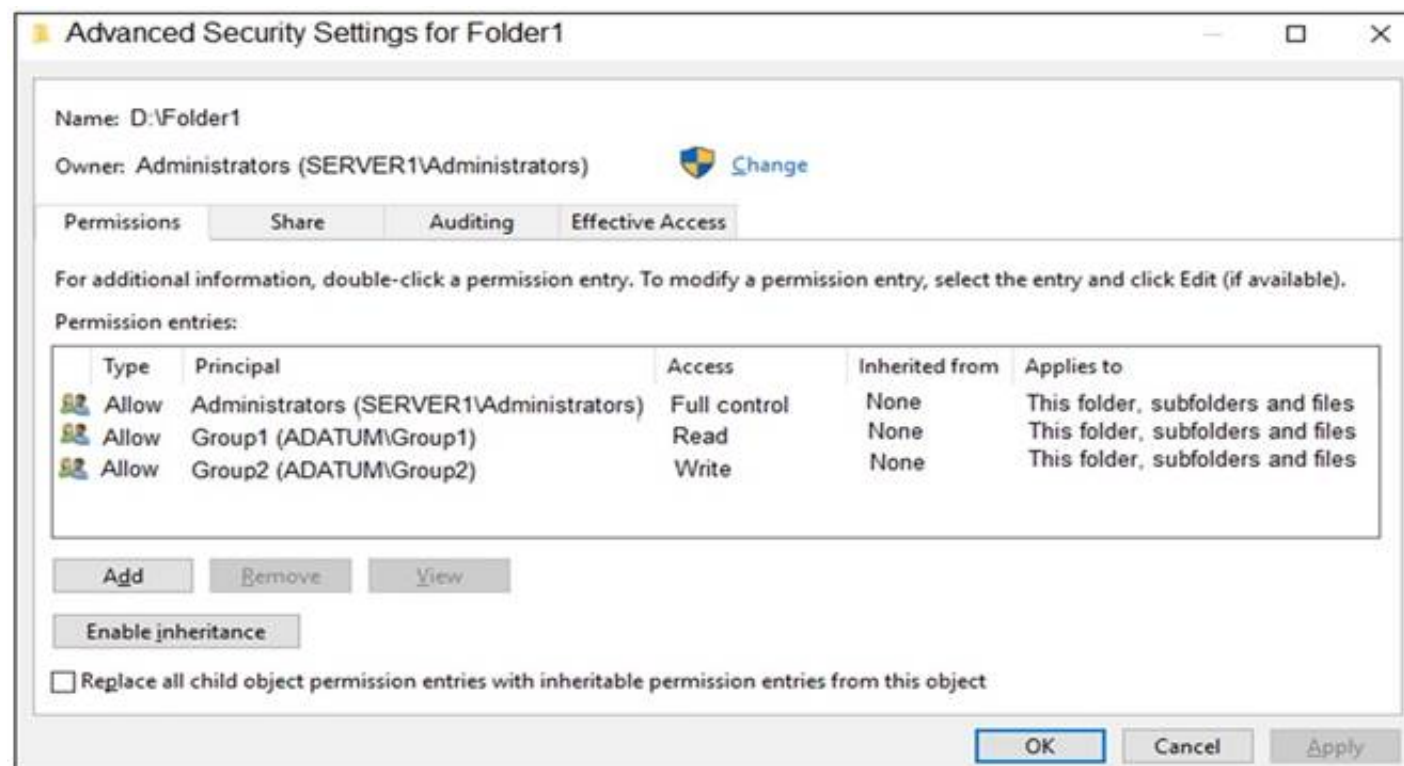 Advanced Security Settings for Folder1
Name: D:\Folder1
Owner: Administrators (SERVER1\Administrators) Change
Permissions Share Auditing Effective Access
For additional information, double-click a permission entry. To modify a permission entry, select the entry and click Edit (if available).
Permission entries:
Type Principal Access Inherited from Applies to
Allow Administrators (SERVER1\Administrators) Full control None This folder, subfolders and files
Allow Group1 (ADATUM\Group1) Read None This folder, subfolders and files
Allow Group2 (ADATUM\Group2) Write None This folder, subfolders and files
Add Remove View
Enable inheritance
Replace all child object permission entries with inheritable permission entries from this object
OK Cancel Apply